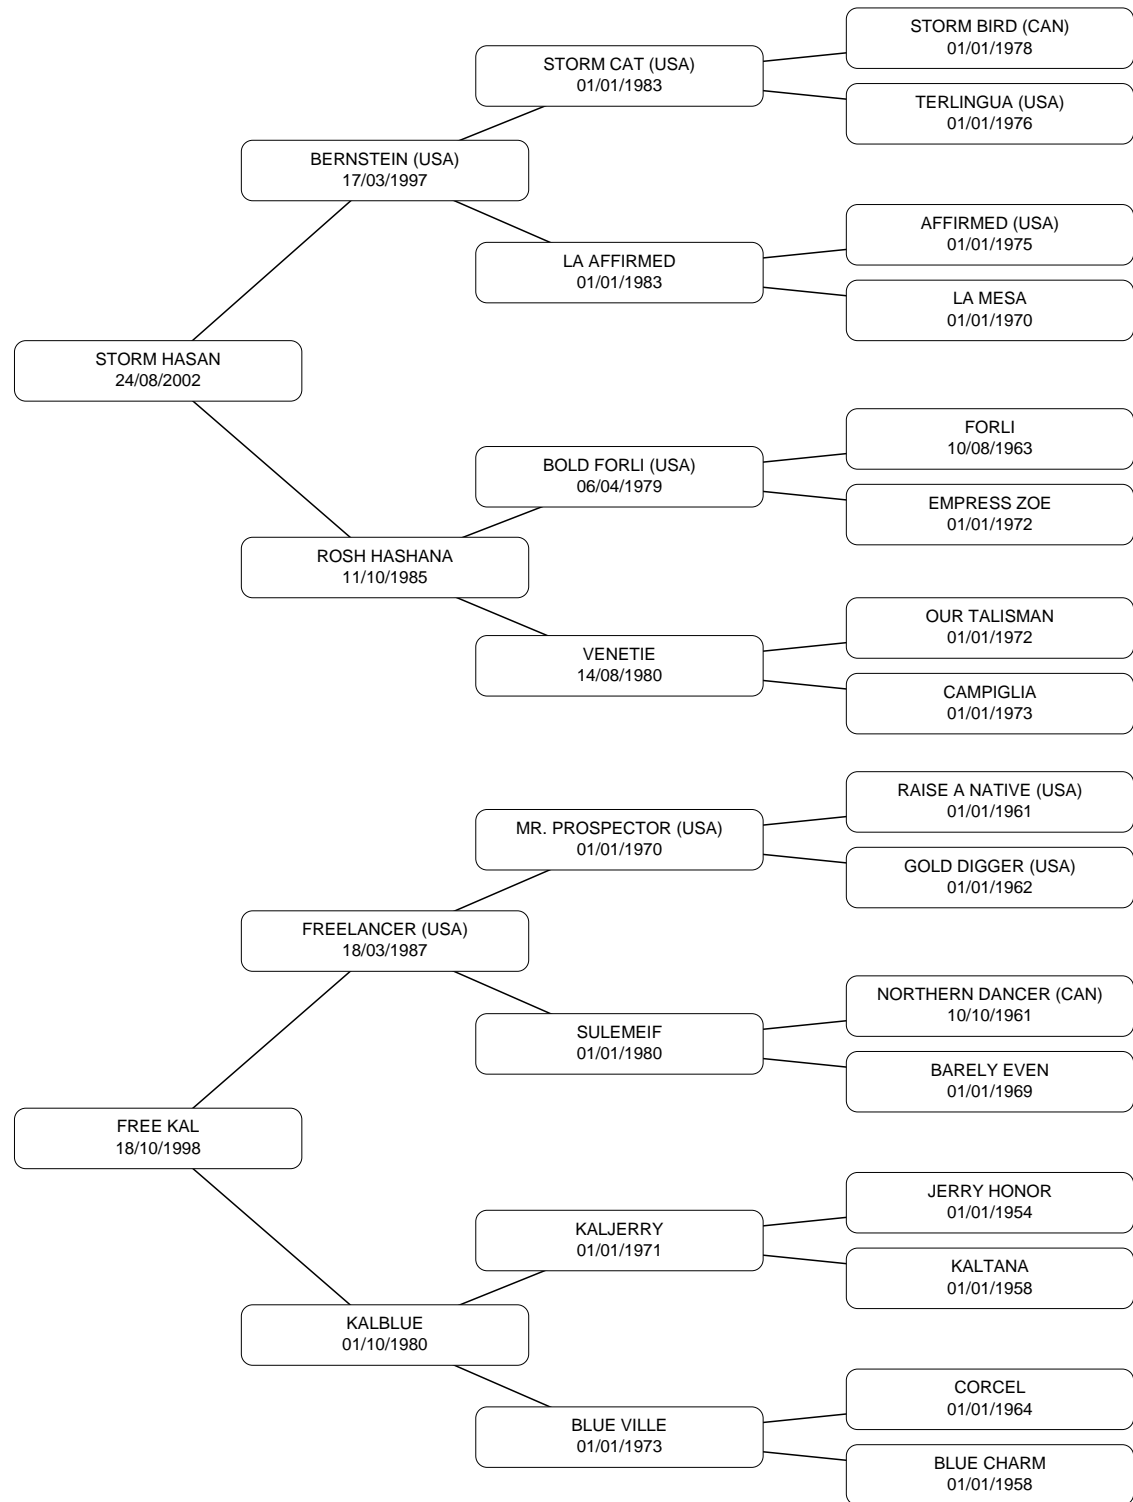 STORM BIRD (CAN)
01/01/1978
STORM CAT (USA)
01/01/1983
TERLINGUA (USA)
01/01/1976
BERNSTEIN (USA)
17/03/1997
AFFIRMED (USA)
01/01/1975
LA AFFIRMED
01/01/1983
LA MESA
01/01/1970
STORM HASAN
24/08/2002
FORLI
10/08/1963
BOLD FORLI (USA)
06/04/1979
EMPRESS ZOE
01/01/1972
ROSH HASHANA
11/10/1985
OUR TALISMAN
01/01/1972
VENETIE
14/08/1980
CAMPIGLIA
01/01/1973
RAISE A NATIVE (USA)
01/01/1961
MR. PROSPECTOR (USA)
01/01/1970
GOLD DIGGER (USA)
01/01/1962
FREELANCER (USA)
18/03/1987
NORTHERN DANCER (CAN)
10/10/1961
SULEMEIF
01/01/1980
BARELY EVEN
01/01/1969
FREE KAL
18/10/1998
JERRY HONOR
01/01/1954
KALJERRY
01/01/1971
KALTANA
01/01/1958
KALBLUE
01/10/1980
CORCEL
01/01/1964
BLUE VILLE
01/01/1973
BLUE CHARM
01/01/1958